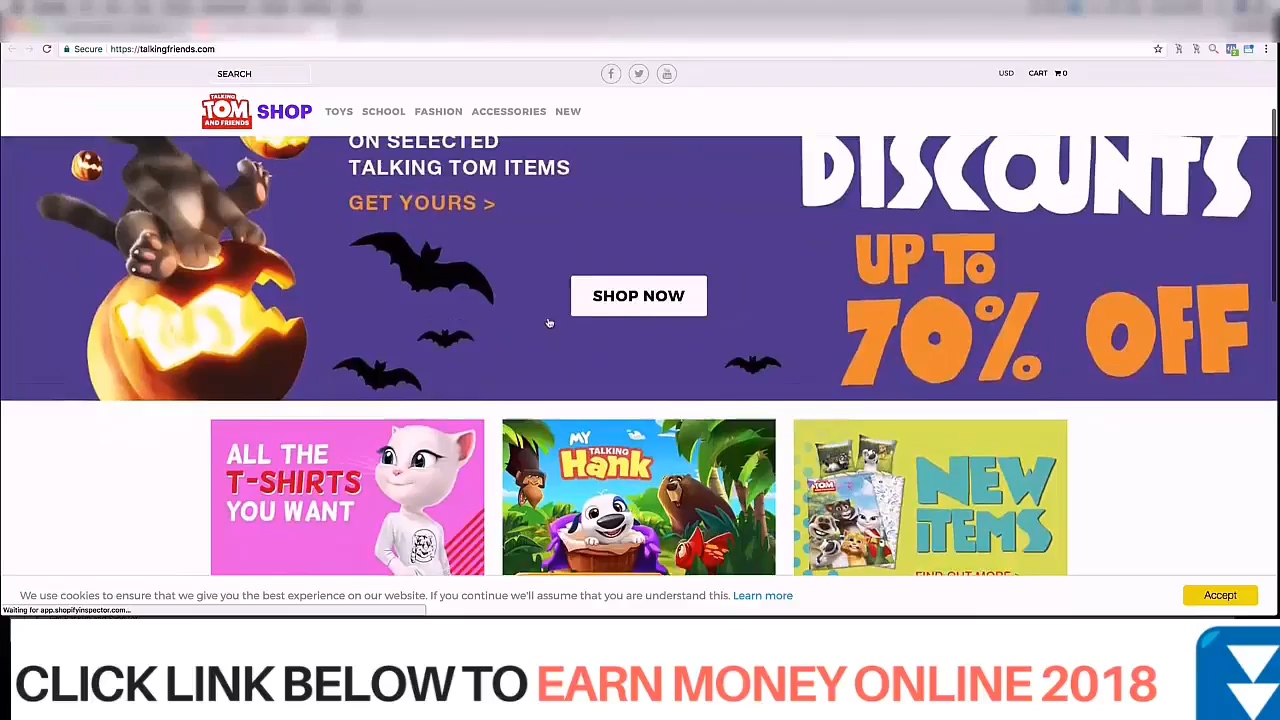 Secure https://talkingfriends.com
SEARCH
USD CART 0
TALKING
TOM
AND FRIENDS
SHOP TOYS SCHOOL FASHION ACCESSORIES NEW
ON SELECTED
TALKING TOM ITEMS
GET YOURS >
DISCOUNTS
UP TO
70% OFF
SHOP NOW
ALL THE
T-SHIRTS
YOU WANT
MY
TALKING
Hank
TOM
NEW
ITEMS
FIND OUT MORE >
We use cookies to ensure that we give you the best experience on our website. If you continue we'll assume that you are understand this. Learn more
Accept
Waiting for app.shopifyinspector.com...
CLICK LINK BELOW TO EARN MONEY ONLINE 2018